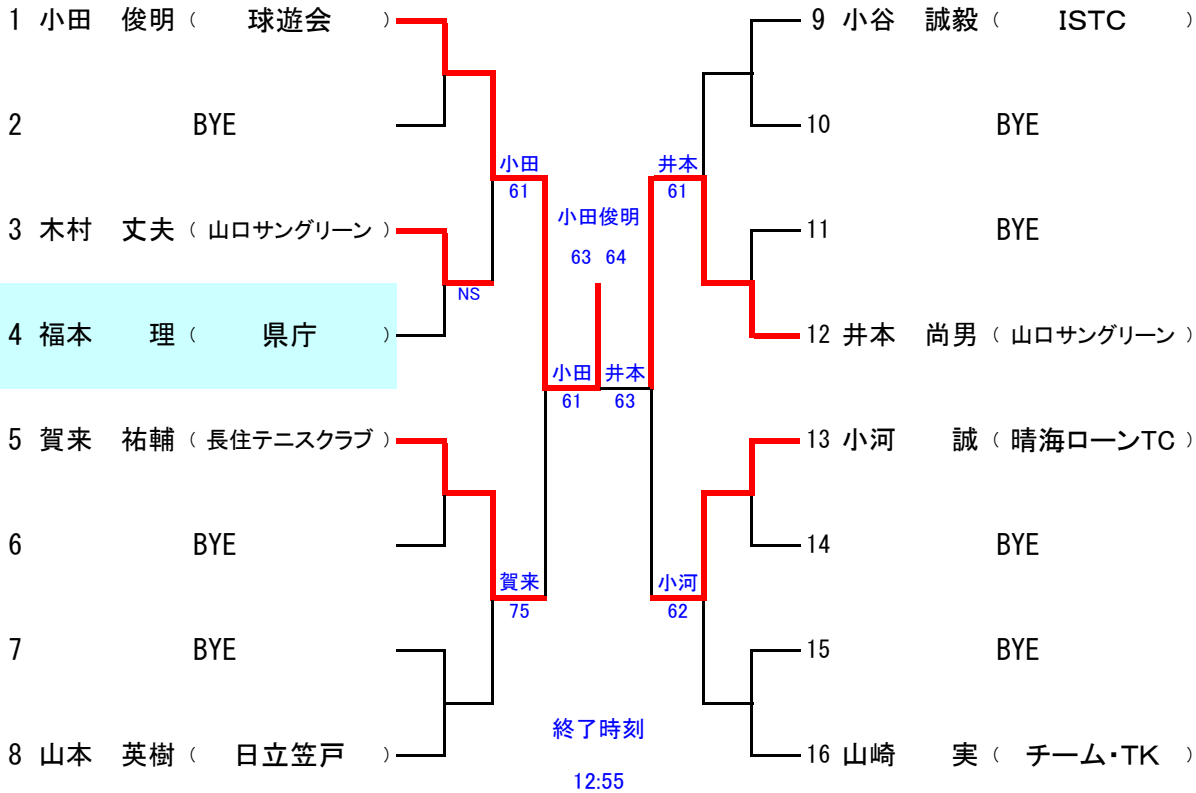 1 小田 俊明（ 球遊会 ）
2 BYE
3 木村 丈夫（ 山口サングリーン ）
4 福本 理（ 県庁 ）
5 賀来 祐輔（ 長住テニスクラブ ）
6 BYE
7 BYE
8 山本 英樹（ 日立笠戸 ）
小田
61
NS
賀来
75
小田
61
小田俊明
63 64
井本
63
井本
61
小河
62
終了時刻
12:55
9 小谷 誠毅（ ISTC ）
10 BYE
11 BYE
12 井本 尚男（ 山口サングリーン ）
13 小河 誠（ 晴海ローンTC ）
14 BYE
15 BYE
16 山崎 実（ チーム・TK ）